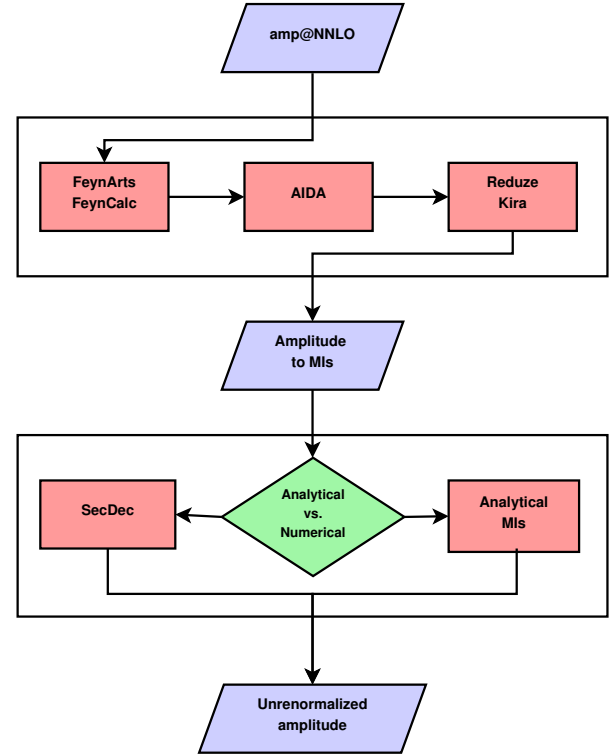 amp@NNLO
FeynArts
FeynCalc
AIDA
Reduze
Kira
Amplitude
to MIs
SecDec
Analytical
vs.
Numerical
Analytical
MIs
Unrenormalized
amplitude